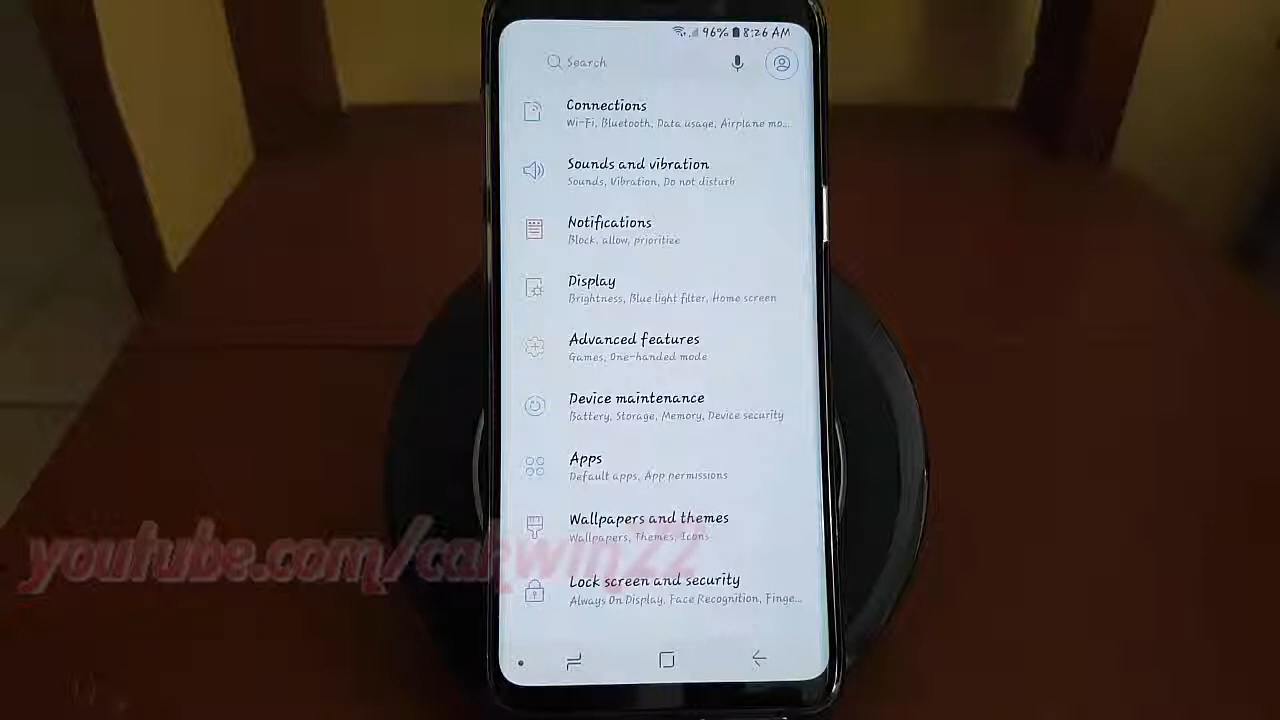 96% 8:26 AM
Search
Connections
Wi-Fi, Bluetooth, Data usage, Airplane mo...
Sounds and vibration
Sounds, Vibration, Do not disturb
Notifications
Block, allow, prioritize
Display
Brightness, Blue light filter, Home screen
Advanced features
Games, One-handed mode
Device maintenance
Battery, Storage, Memory, Device security
Apps
Default apps, App permissions
Wallpapers and themes
Wallpapers, Themes, Icons
youtube.com/cakwin22
Lock screen and security
Always On Display, Face Recognition, Finge...